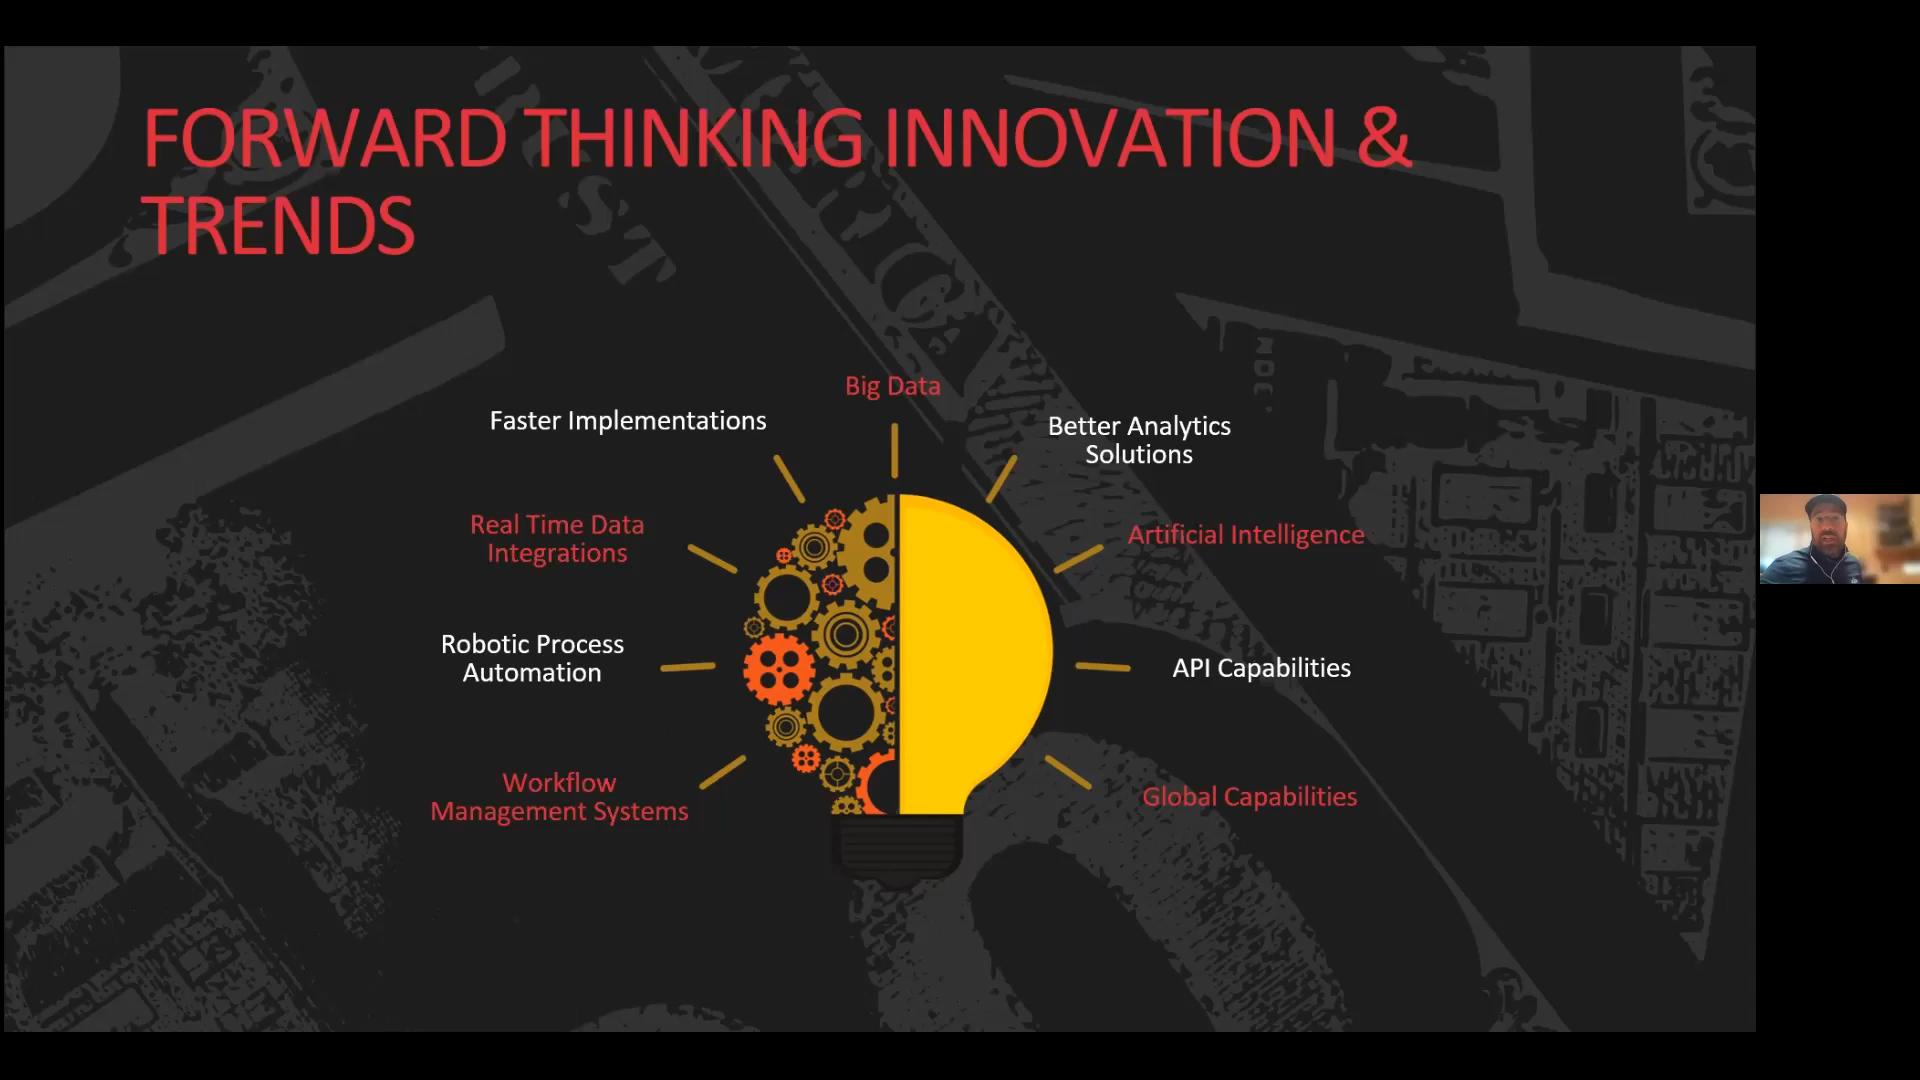 FORWARD THINKING INNOVATION &
TRENDS
Big Data
Faster Implementations
Better Analytics
Solutions
Real Time Data
Integrations
Artificial Intelligence
Robotic Process
Automation
API Capabilities
Workflow
Management Systems
Global Capabilities